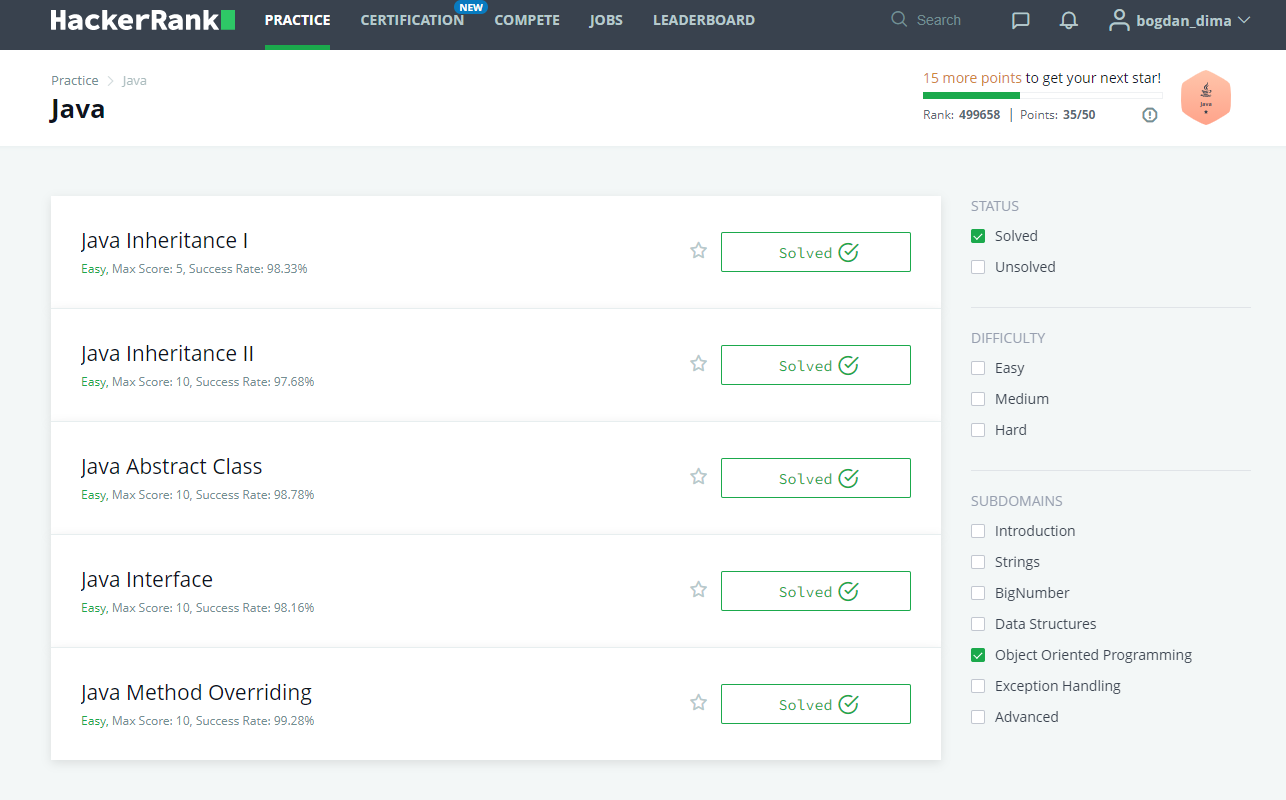 HackerRank PRACTICE CERTIFICATION NEW COMPETE JOBS LEADERBOARD Search bogdan_dima
Practice Java
Java
15 more points to get your next star!
Rank: 499658 | Points: 35/50
Java
Java Inheritance I
Easy, Max Score: 5, Success Rate: 98.33%
Solved
Java Inheritance II
Easy, Max Score: 10, Success Rate: 97.68%
Solved
Java Abstract Class
Easy, Max Score: 10, Success Rate: 98.78%
Solved
Java Interface
Easy, Max Score: 10, Success Rate: 98.16%
Solved
Java Method Overriding
Easy, Max Score: 10, Success Rate: 99.28%
Solved
STATUS
Solved
Unsolved
DIFFICULTY
Easy
Medium
Hard
SUBDOMAINS
Introduction
Strings
BigNumber
Data Structures
Object Oriented Programming
Exception Handling
Advanced